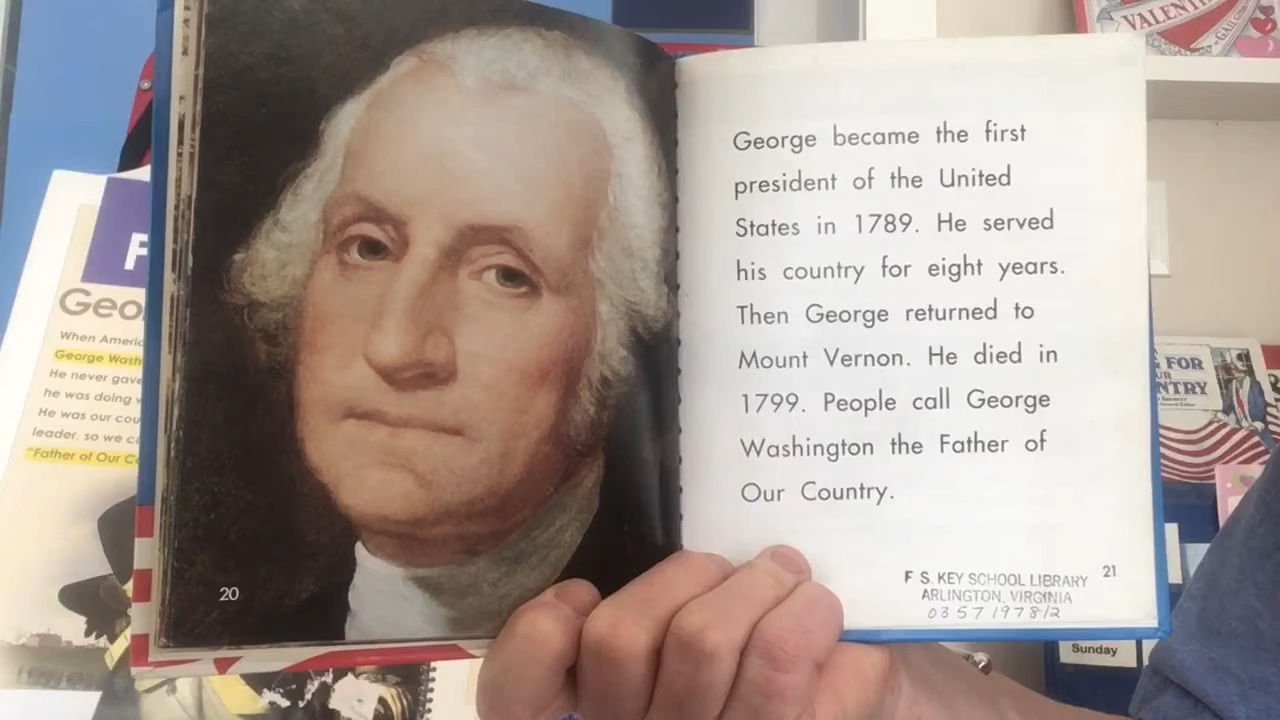 George became the first
president of the United
States in 1789. He served
his country for eight years.
Then George returned to
Mount Vernon. He died in
1799. People call George
Washington the Father of
Our Country.
20
21
F S. KEY SCHOOL LIBRARY
ARLINGTON, VIRGINIA
When Americ
George Wash
He never gave
he was doing
He was our cou
leader. so we c
"Father of Our C
Geo
F
VALENTI
FOR
UR
NTRY
Sunday